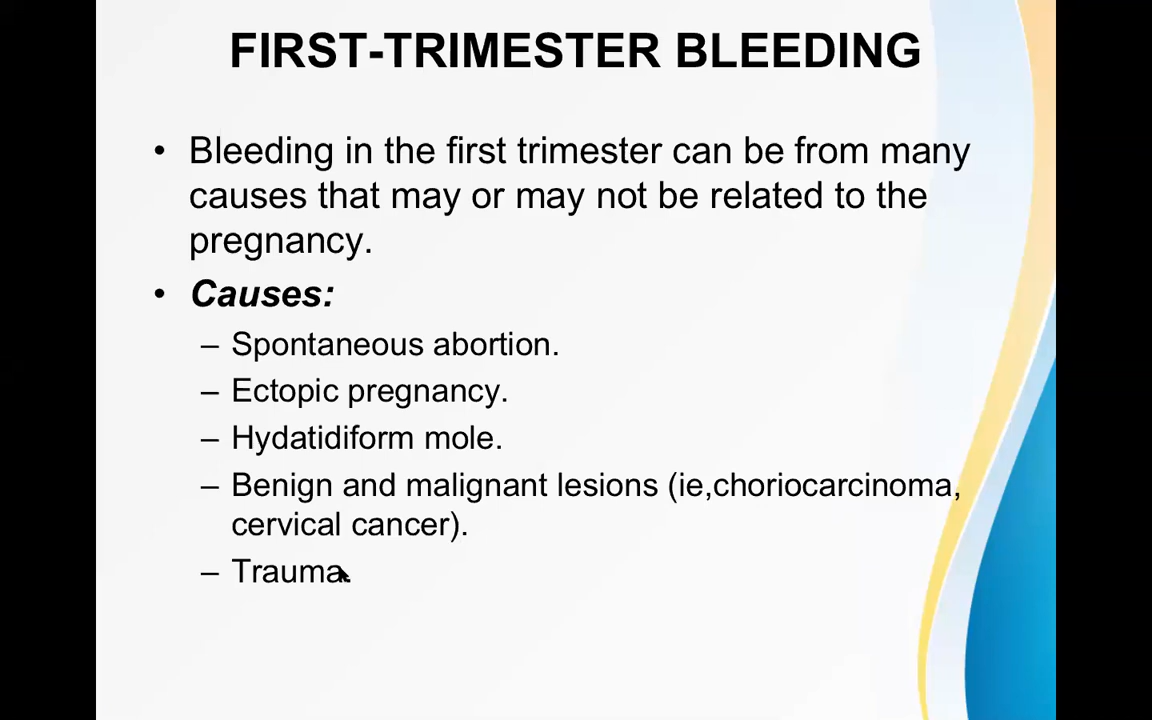 FIRST-TRIMESTER BLEEDING
• Bleeding in the first trimester can be from many
causes that may or may not be related to the
pregnancy.
• Causes:
– Spontaneous abortion.
– Ectopic pregnancy.
– Hydatidiform mole.
– Benign and malignant lesions (ie,choriocarcinoma,
cervical cancer).
– Trauma.